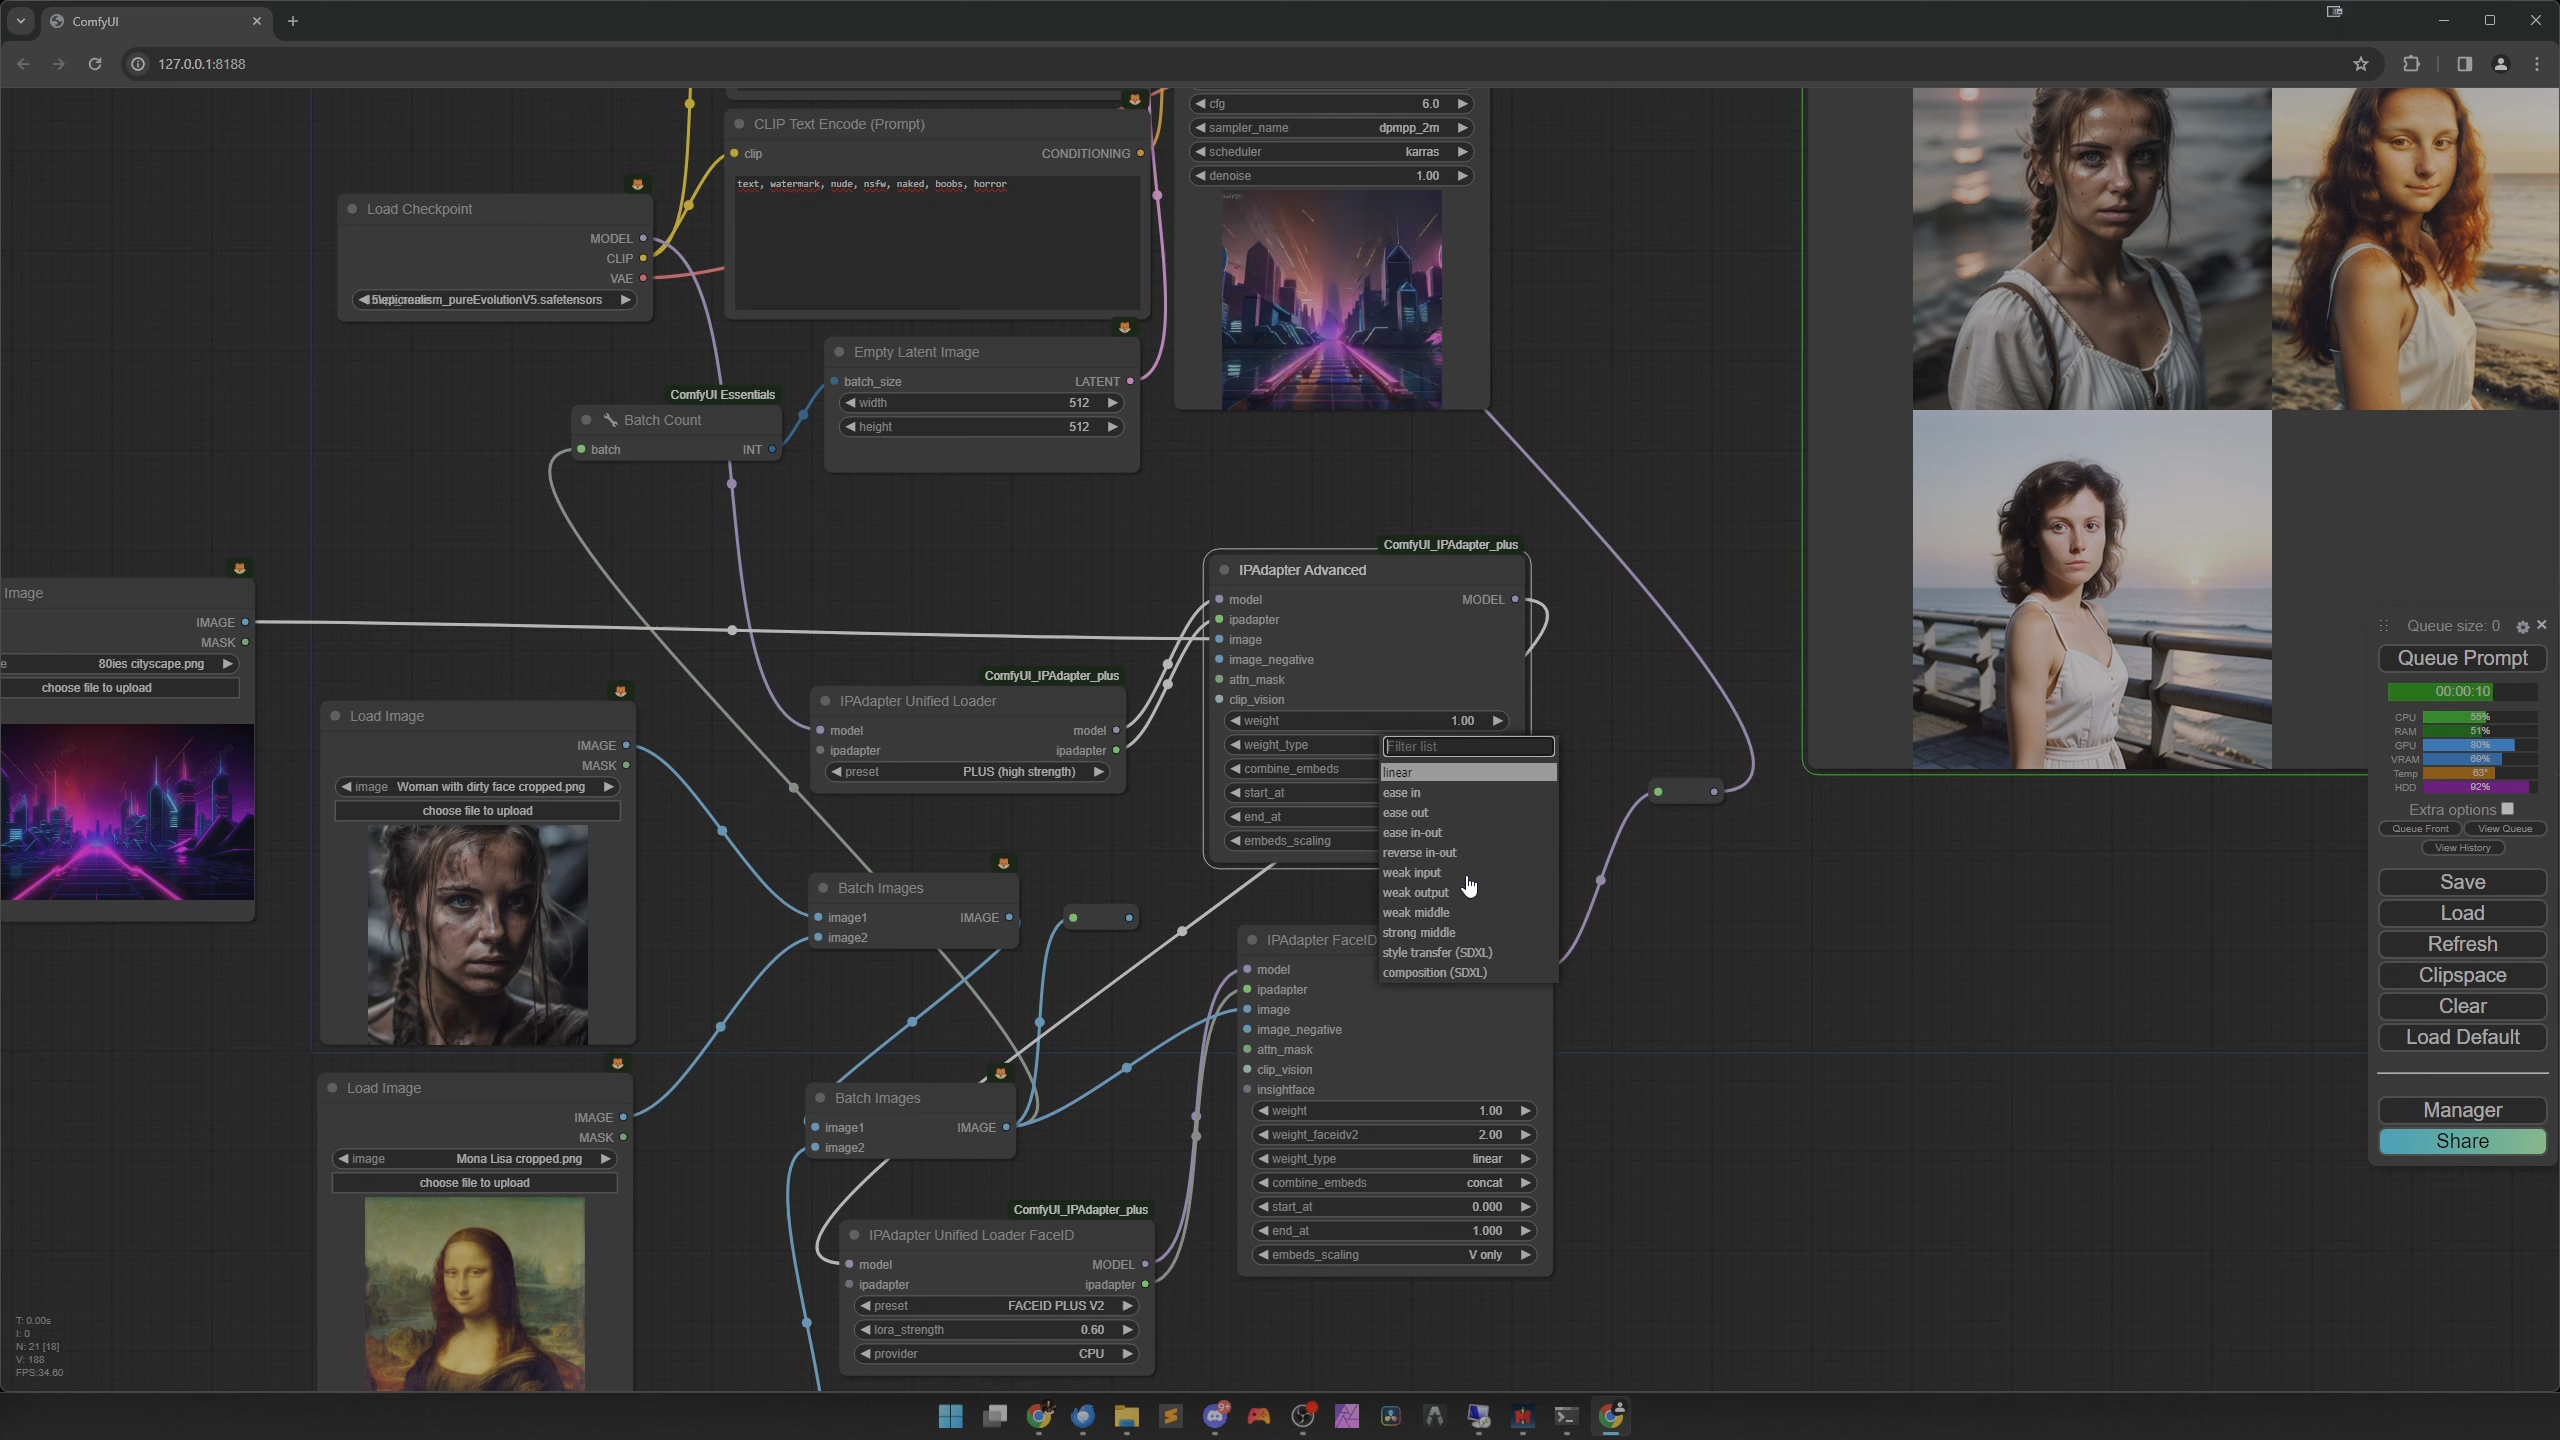 ComfyUI
127.0.0.1:8188
cfg 6.0
sampler_name dpmpp_2m
scheduler karras
denoise 1.00
CLIP Text Encode (Prompt)
clip CONDITIONING
text, watermark, nude, nsfw, naked, boobs, horror
Load Checkpoint
MODEL
CLIP
VAE
epicrealism_pureEvolutionV5.safetensors
Empty Latent Image
batch_size LATENT
width 512
height 512
ComfyUI Essentials
Batch Count
batch INT
Image
IMAGE
MASK
e 80ies cityscape.png
choose file to upload
ComfyUI_IPAdapter_plus
IPAdapter Advanced
model MODEL
ipadapter
image
image_negative
attn_mask
clip_vision
weight 1.00
weight_type
combine_embeds
start_at
end_at
embeds_scaling
Filter list
linear
ease in
ease out
ease in-out
reverse in-out
weak input
weak output
weak middle
strong middle
style transfer (SDXL)
composition (SDXL)
ComfyUI_IPAdapter_plus
IPAdapter Unified Loader
model model
ipadapter ipadapter
preset PLUS (high strength)
Load Image
IMAGE
MASK
image Woman with dirty face cropped.png
choose file to upload
Batch Images
image1 IMAGE
image2
Load Image
IMAGE
MASK
image Mona Lisa cropped.png
choose file to upload
Batch Images
image1 IMAGE
image2
ComfyUI_IPAdapter_plus
IPAdapter Unified Loader FaceID
model MODEL
ipadapter ipadapter
preset FACEID PLUS V2
lora_strength 0.60
provider CPU
IPAdapter FaceID
model
ipadapter
image
image_negative
attn_mask
clip_vision
insightface
weight 1.00
weight_faceidv2 2.00
weight_type linear
combine_embeds concat
start_at 0.000
end_at 1.000
embeds_scaling V only
Queue size: 0
Queue Prompt
00:00:10
CPU 55%
RAM 51%
GPU 80%
VRAM 69%
Temp 63°
HDD 92%
Extra options
Queue Front View Queue
View History
Save
Load
Refresh
Clipspace
Clear
Load Default
Manager
Share
T: 0.00s
I: 0
N: 21 [18]
V: 188
FPS:34.60
9+